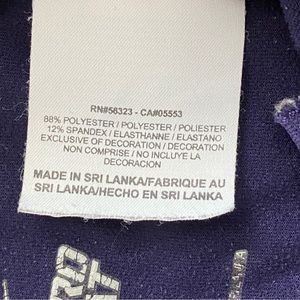 RN#56323 - CA#05553
88% POLYESTER / POLYESTER / POLIESTER
12% SPANDEX / ELASTHANNE / ELASTANO
EXCLUSIVE OF DECORATION / DECORATION
NON COMPRISE / NO INCLUYE LA
DECORACIÓN
MADE IN SRI LANKA/FABRIQUE AU
SRI LANKA/HECHO EN SRI LANKA